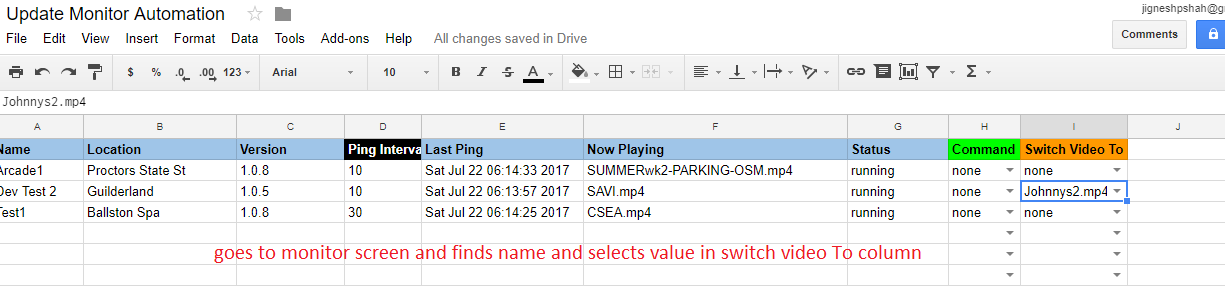 Update Monitor Automation
jigneshpshah@g
File Edit View Insert Format Data Tools Add-ons Help All changes saved in Drive
Comments
$ % .0 .00 123 Arial 10 B I S A Σ
Johnnys2.mp4
A B C D E F G H I J
Name Location Version Ping Interva Last Ping Now Playing Status Command Switch Video To
Arcade1 Proctors State St 1.0.8 10 Sat Jul 22 06:14:33 2017 SUMMERwk2-PARKING-OSM.mp4 running none none
Dev Test 2 Guilderland 1.0.5 10 Sat Jul 22 06:13:57 2017 SAVI.mp4 running none Johnnys2.mp4
Test1 Ballston Spa 1.0.8 30 Sat Jul 22 06:14:25 2017 CSEA.mp4 running none none
goes to monitor screen and finds name and selects value in switch video To column